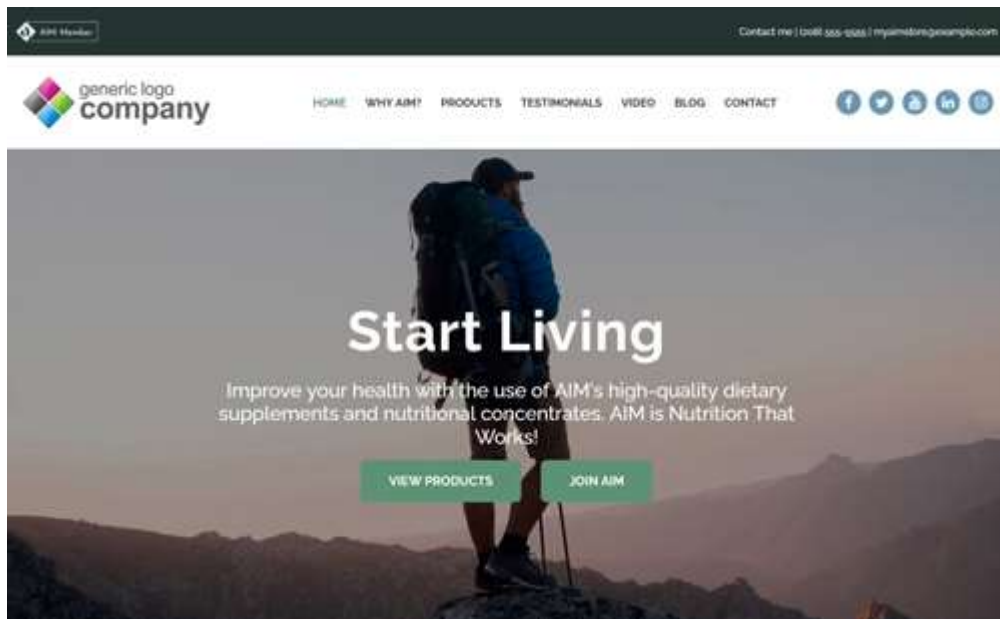 AIM Member
Contact me | (208) 555-5555 | myaimstore@example.com
generic logo
company
HOME WHY AIM? PRODUCTS TESTIMONIALS VIDEO BLOG CONTACT
Start Living
Improve your health with the use of AIM's high-quality dietary
supplements and nutritional concentrates. AIM is Nutrition That
Works!
VIEW PRODUCTS JOIN AIM